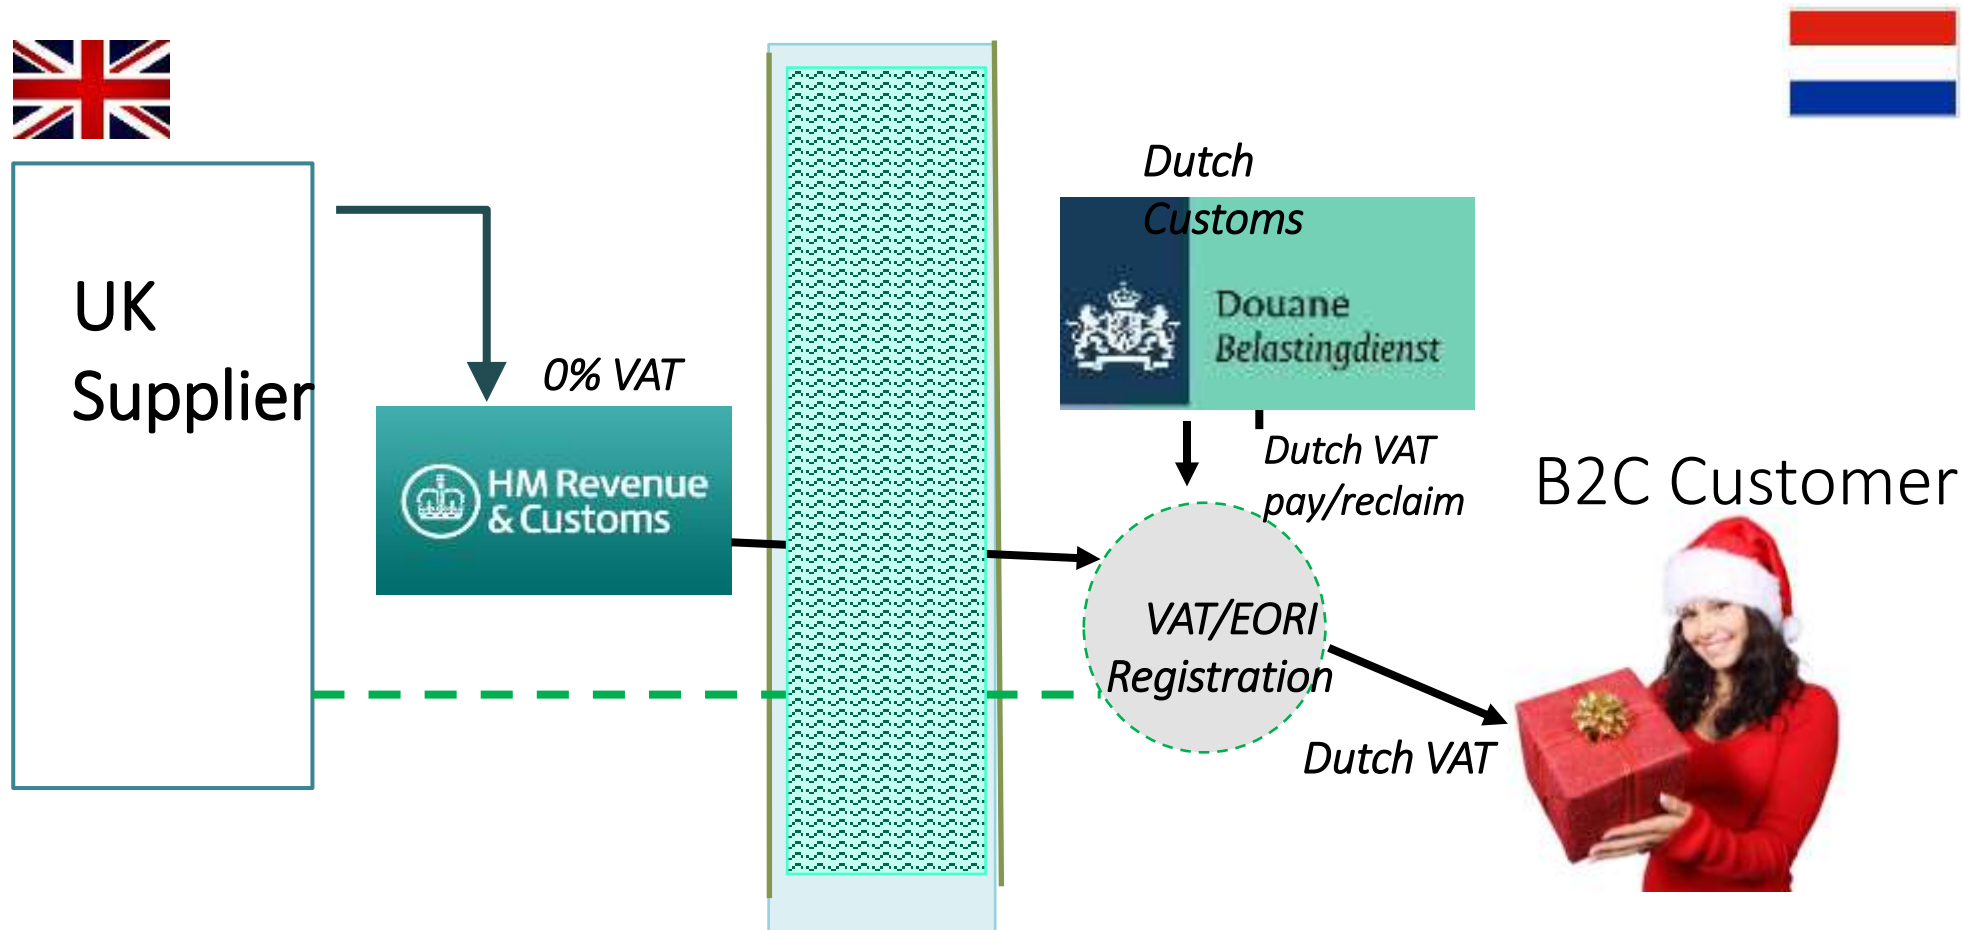 UK
Supplier
0% VAT
HM Revenue
& Customs
Dutch
Customs
Douane
Belastingdienst
Dutch VAT
pay/reclaim
VAT/EORI
Registration
Dutch VAT
B2C Customer